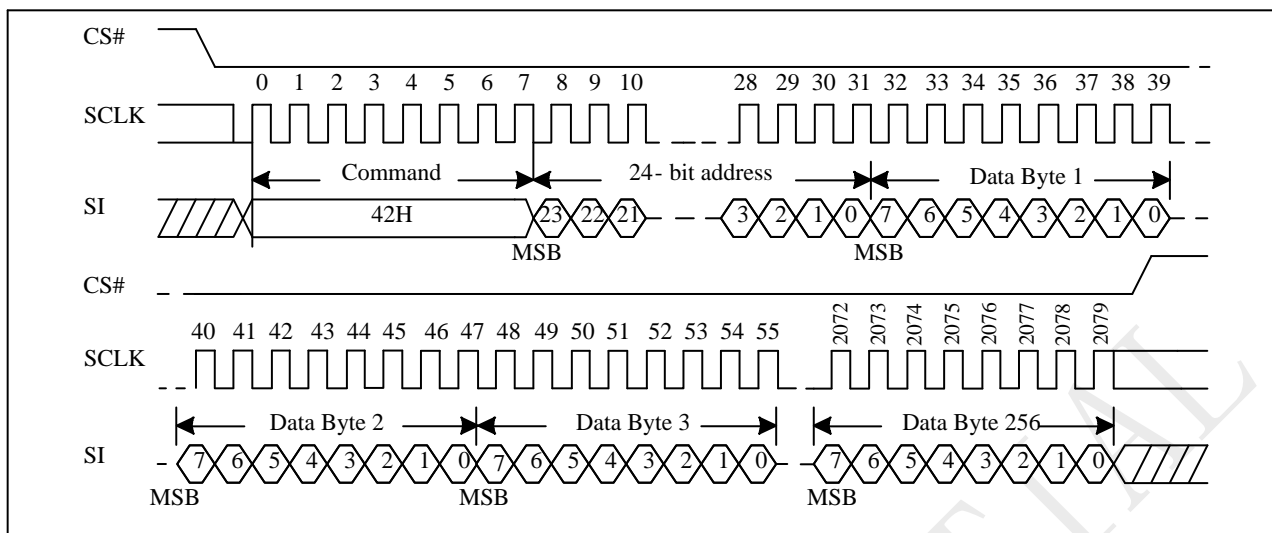 CS#
0 1 2 3 4 5 6 7 8 9 10 28 29 30 31 32 33 34 35 36 37 38 39
SCLK
Command 24- bit address Data Byte 1
SI
42H 23 22 21 3 2 1 0 7 6 5 4 3 2 1 0
MSB MSB
CS#
40 41 42 43 44 45 46 47 48 49 50 51 52 53 54 55 2072 2073 2074 2075 2076 2077 2078 2079
SCLK
Data Byte 2 Data Byte 3 Data Byte 256
SI
7 6 5 4 3 2 1 0 7 6 5 4 3 2 1 0 7 6 5 4 3 2 1 0
MSB MSB MSB
TIAL